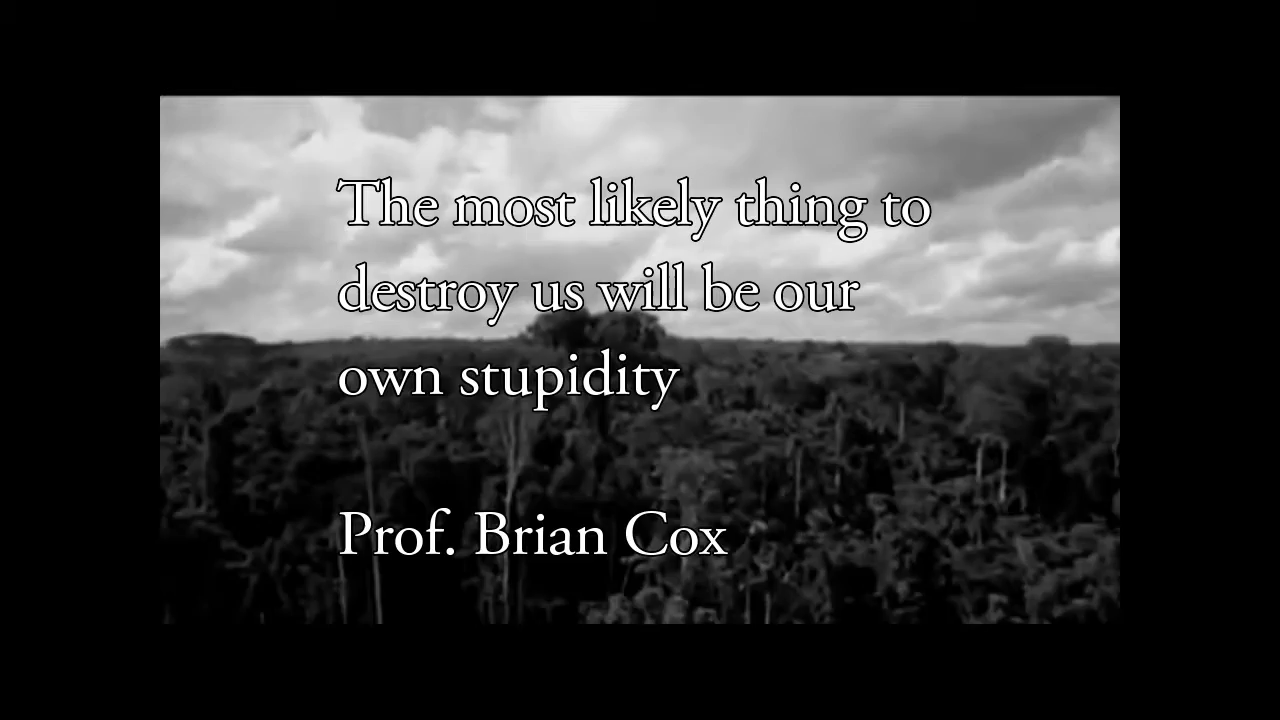 The most likely thing to
destroy us will be our
own stupidity
Prof. Brian Cox